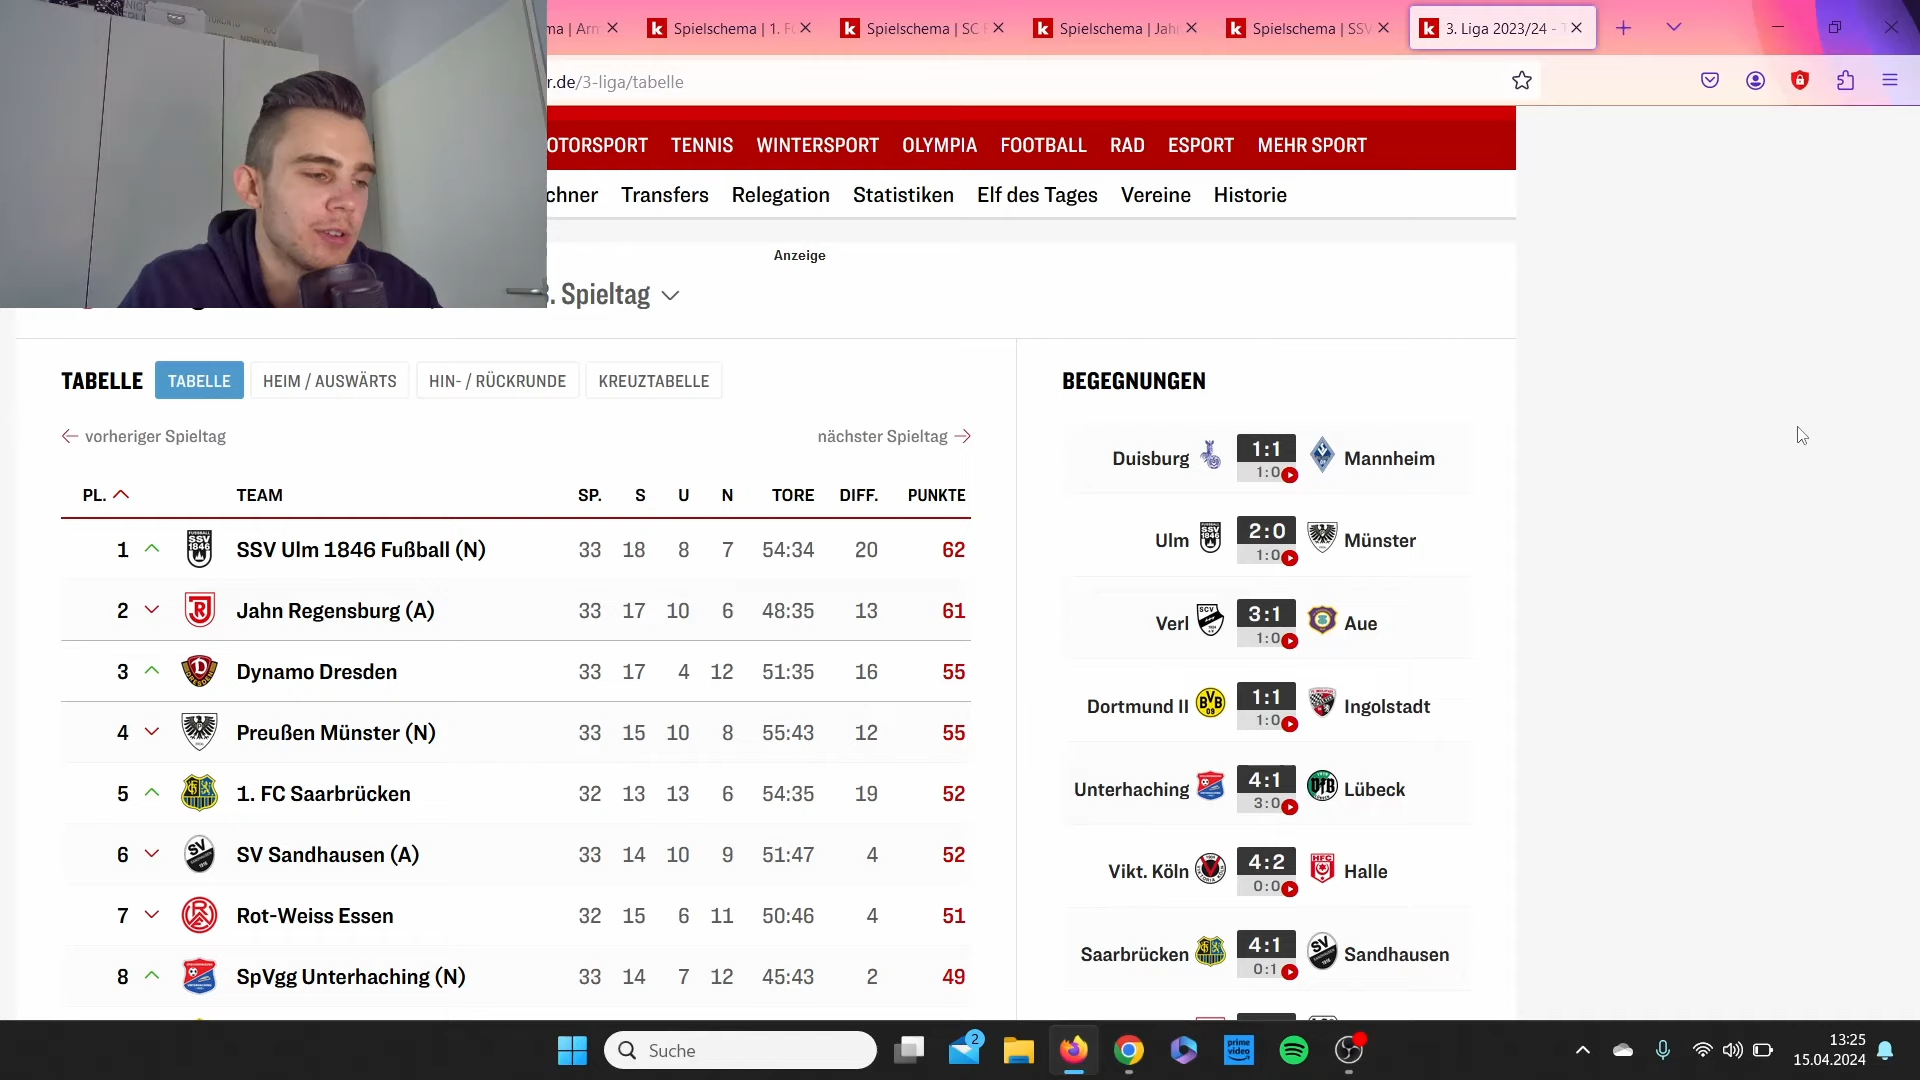 ma | Arm
Spielschema | 1. F
Spielschema | SC
Spielschema | Jah
Spielschema | SSV
3. Liga 2023/24 -
r.de/3-liga/tabelle
OTORSPORT TENNIS WINTERSPORT OLYMPIA FOOTBALL RAD ESPORT MEHR SPORT
chner Transfers Relegation Statistiken Elf des Tages Vereine Historie
Anzeige
. Spieltag
TABELLE TABELLE HEIM / AUSWÄRTS HIN- / RÜCKRUNDE KREUZTABELLE
vorheriger Spieltag nächster Spieltag
PL. TEAM SP. S U N TORE DIFF. PUNKTE
1 SSV Ulm 1846 Fußball (N) 33 18 8 7 54:34 20 62
2 Jahn Regensburg (A) 33 17 10 6 48:35 13 61
3 Dynamo Dresden 33 17 4 12 51:35 16 55
4 Preußen Münster (N) 33 15 10 8 55:43 12 55
5 1. FC Saarbrücken 32 13 13 6 54:35 19 52
6 SV Sandhausen (A) 33 14 10 9 51:47 4 52
7 Rot-Weiss Essen 32 15 6 11 50:46 4 51
8 SpVgg Unterhaching (N) 33 14 7 12 45:43 2 49
BEGEGNUNGEN
Duisburg 1:1 Mannheim
1:0
Ulm 2:0 Münster
1:0
Verl 3:1 Aue
1:0
Dortmund II 1:1 Ingolstadt
1:0
Unterhaching 4:1 Lübeck
3:0
Vikt. Köln 4:2 Halle
0:0
Saarbrücken 4:1 Sandhausen
0:1
Suche
2
prime video
13:25
15.04.2024